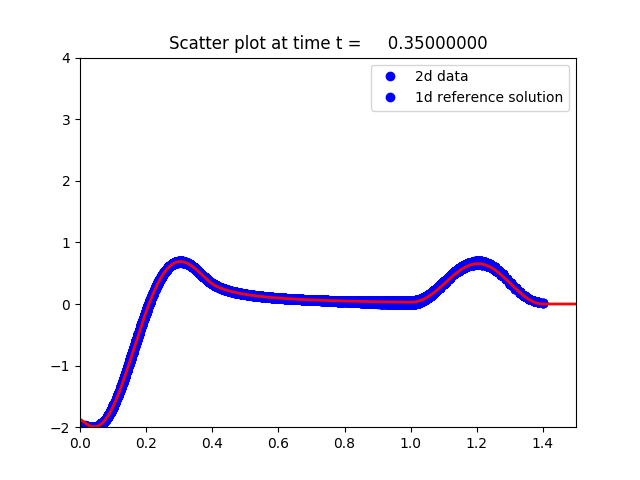 Scatter plot at time t =     0.35000000
2d data
1d reference solution
4
3
2
1
0
−1
−2
0.0 0.2 0.4 0.6 0.8 1.0 1.2 1.4